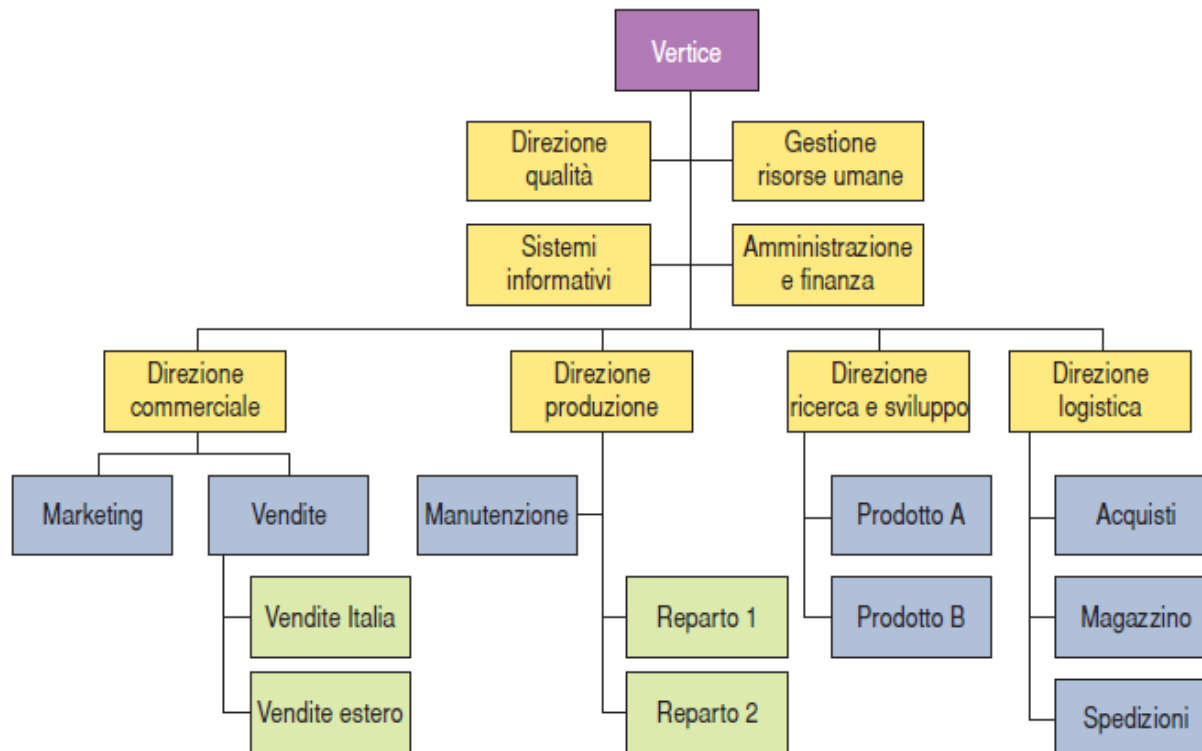 Vertice
Direzione
qualità
Gestione
risorse umane
Sistemi
informativi
Amministrazione
e finanza
Direzione
commerciale
Direzione
produzione
Direzione
ricerca e sviluppo
Direzione
logistica
Marketing
Vendite
Manutenzione
Prodotto A
Acquisti
Vendite Italia
Reparto 1
Prodotto B
Magazzino
Vendite estero
Reparto 2
Spedizioni